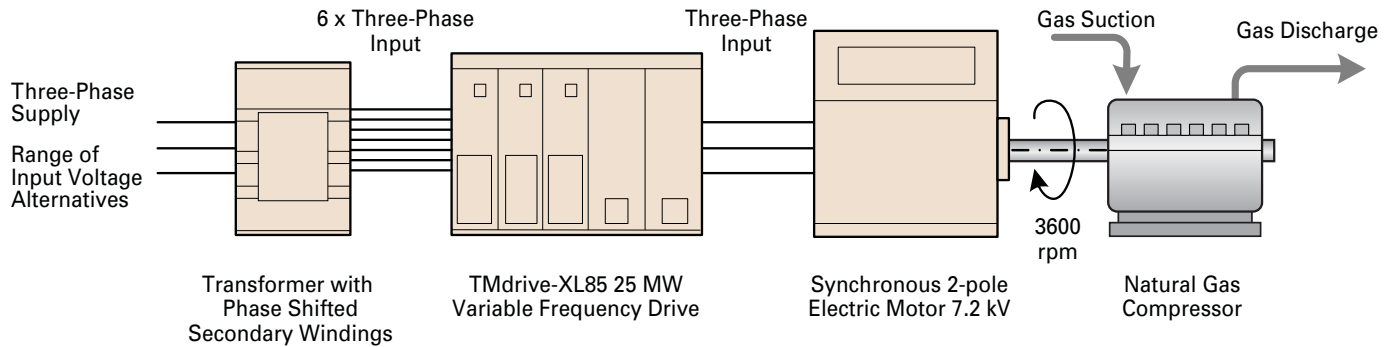 6 x Three-Phase
Input
Three-Phase
Input
Gas Suction
Gas Discharge
Three-Phase
Supply
Range of
Input Voltage
Alternatives
3600
rpm
Transformer with
Phase Shifted
Secondary Windings
TMdrive-XL85 25 MW
Variable Frequency Drive
Synchronous 2-pole
Electric Motor 7.2 kV
Natural Gas
Compressor